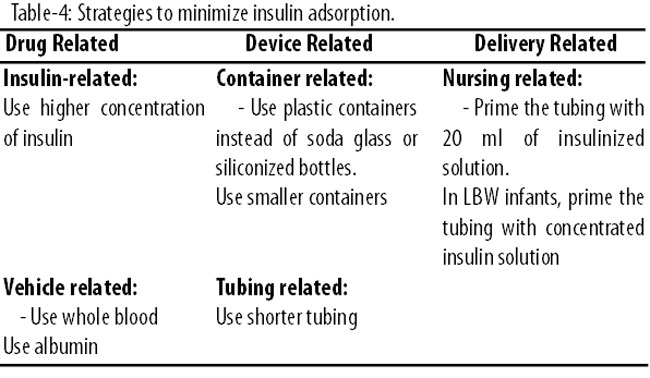 Table-4: Strategies to minimize insulin adsorption.
Drug Related Device Related Delivery Related
Insulin-related: Container related: Nursing related:
Use higher concentration - Use plastic containers - Prime the tubing with
of insulin instead of soda glass or 20 ml of insulinized
siliconized bottles. solution.
Use smaller containers In LBW infants, prime the
tubing with concentrated
insulin solution
Vehicle related: Tubing related:
- Use whole blood Use shorter tubing
Use albumin